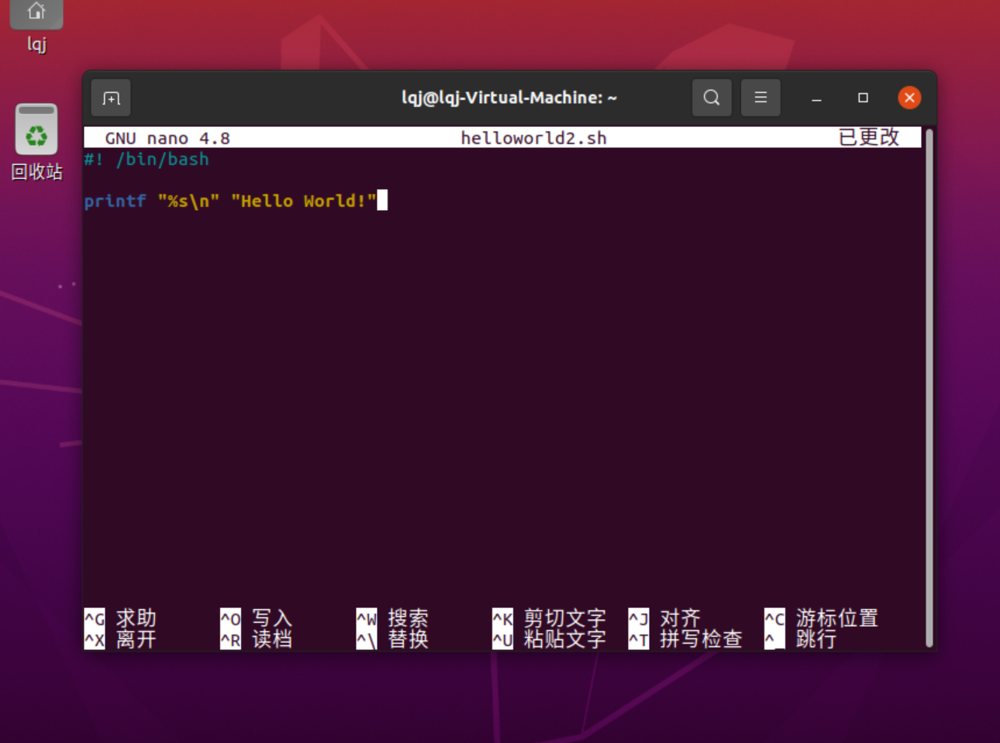 lqj
回收站
lqj@lqj-Virtual-Machine: ~
GNU nano 4.8 helloworld2.sh 已更改
#! /bin/bash
printf "%s\n" "Hello World!"
^G 求助 ^O 写入 ^W 搜索 ^K 剪切文字 ^J 对齐 ^C 游标位置
^X 离开 ^R 读档 ^\ 替换 ^U 粘贴文字 ^T 拼写检查 ^_ 跳行